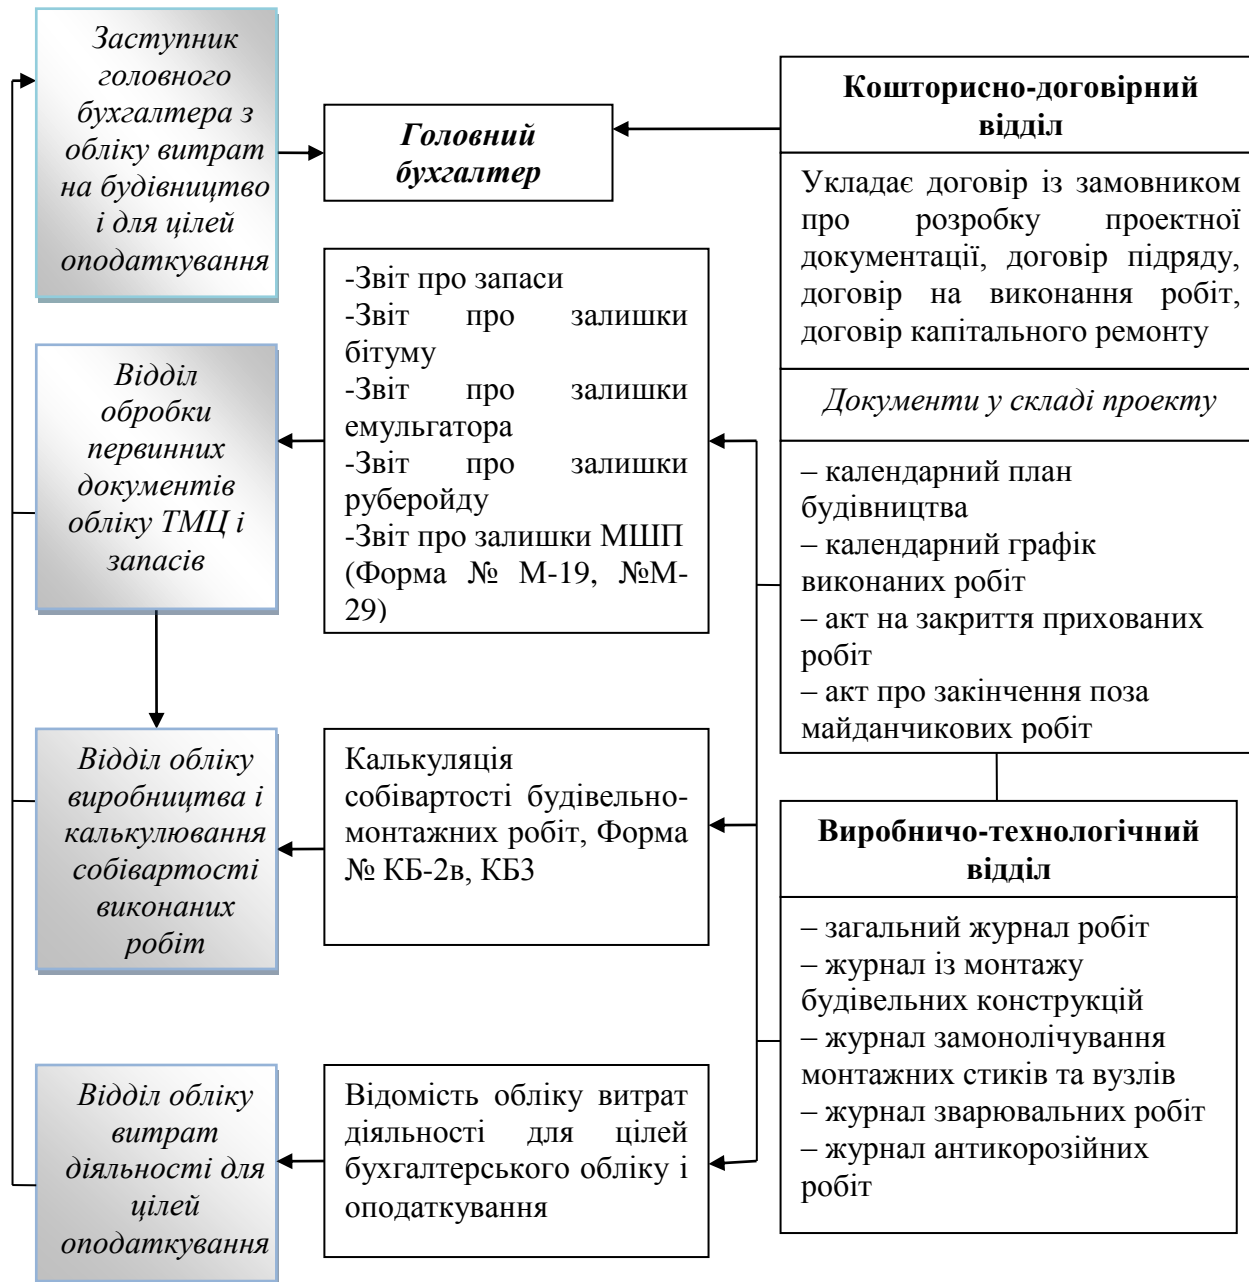 Заступник
головного
бухгалтера з
обліку витрат
на будівництво
і для цілей
оподаткування
Головний
бухгалтер
Кошторисно-договірний
відділ
Укладає договір із замовником
про розробку проектної
документації, договір підряду,
договір на виконання робіт,
договір капітального ремонту
Документи у складі проекту
– календарний план
будівництва
– календарний графік
виконаних робіт
– акт на закриття прихованих
робіт
– акт про закінчення поза
майданчикових робіт
Відділ
обробки
первинних
документів
обліку ТМЦ і
запасів
-Звіт про запаси
-Звіт про залишки
бітуму
-Звіт про залишки
емульгатора
-Звіт про залишки
руберойду
-Звіт про залишки МШП
(Форма № М-19, №М-
29)
Відділ обліку
виробництва і
калькулювання
собівартості
виконаних
робіт
Калькуляція
собівартості будівельно-
монтажних робіт, Форма
№ КБ-2в, КБ3
Виробничо-технологічний
відділ
– загальний журнал робіт
– журнал із монтажу
будівельних конструкцій
– журнал замонолічування
монтажних стиків та вузлів
– журнал зварювальних робіт
– журнал антикорозійних
робіт
Відділ обліку
витрат
діяльності для
цілей
оподаткування
Відомість обліку витрат
діяльності для цілей
бухгалтерського обліку і
оподаткування